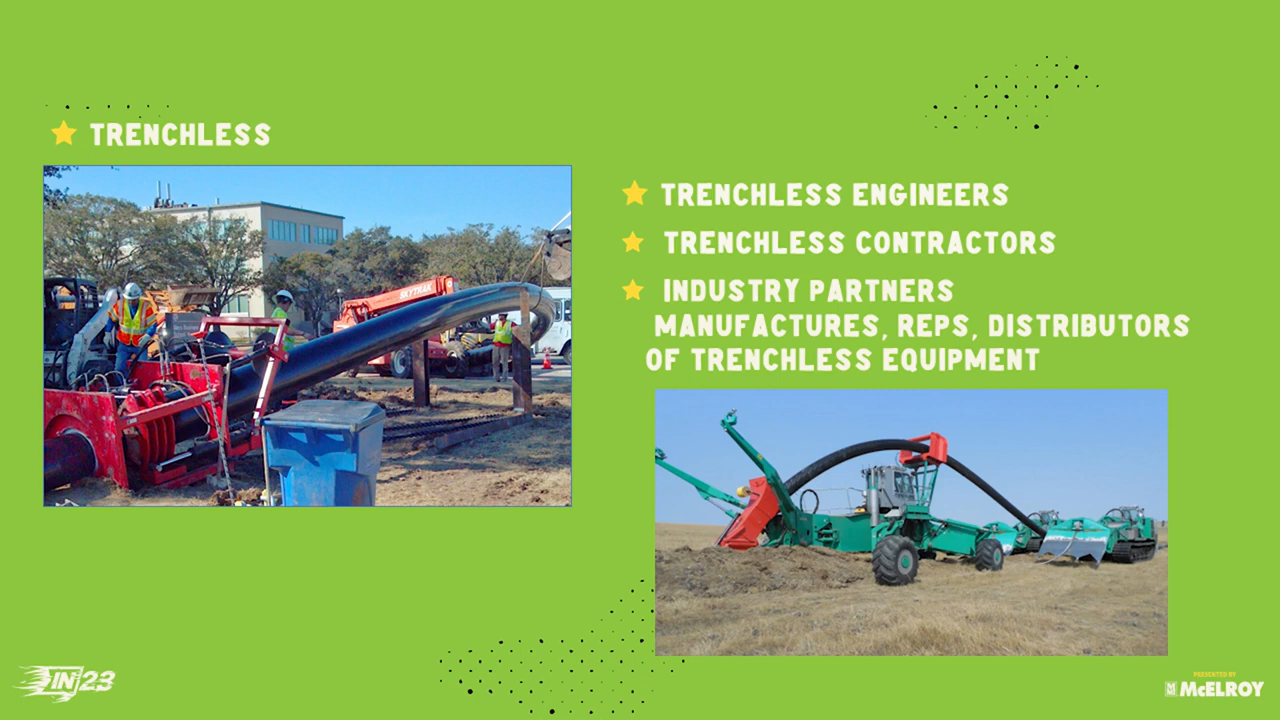 TRENCHLESS
SKYTRAK
TRENCHLESS ENGINEERS
TRENCHLESS CONTRACTORS
INDUSTRY PARTNERS
MANUFACTURES, REPS, DISTRIBUTORS
OF TRENCHLESS EQUIPMENT
IN23
PRESENTED BY
McELROY